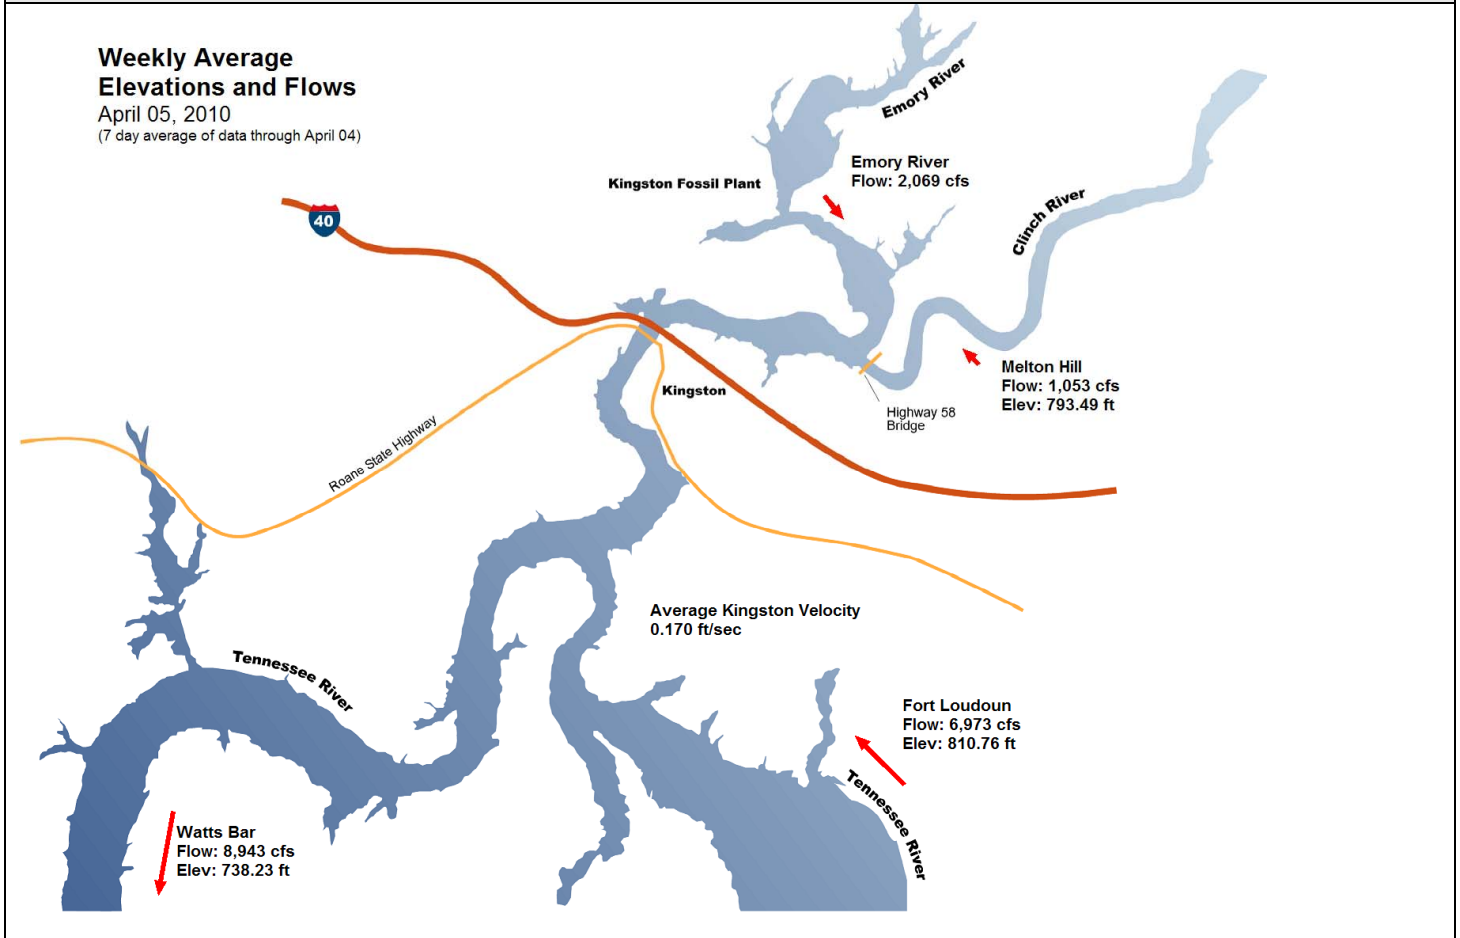 Weekly Average
Elevations and Flows
April 05, 2010
(7 day average of data through April 04)
Emory River
Emory River
Flow: 2,069 cfs
Kingston Fossil Plant
Clinch River
40
Melton Hill
Flow: 1,053 cfs
Elev: 793.49 ft
Kingston
Highway 58
Bridge
Roane State Highway
Average Kingston Velocity
0.170 ft/sec
Tennessee River
Fort Loudoun
Flow: 6,973 cfs
Elev: 810.76 ft
Tennessee River
Watts Bar
Flow: 8,943 cfs
Elev: 738.23 ft